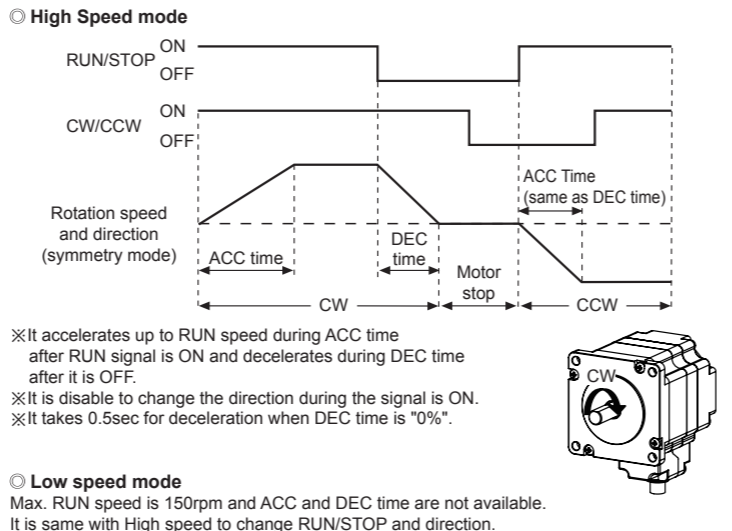 ◎ High Speed mode
RUN/STOP
ON
OFF
CW/CCW
ON
OFF
Rotation speed
and direction
(symmetry mode)
ACC time
DEC
time
Motor
stop
ACC Time
(same as DEC time)
CW
CCW
※It accelerates up to RUN speed during ACC time
after RUN signal is ON and decelerates during DEC time
after it is OFF.
※It is disable to change the direction during the signal is ON.
※It takes 0.5sec for deceleration when DEC time is "0%".
CW
◎ Low speed mode
Max. RUN speed is 150rpm and ACC and DEC time are not available.
It is same with High speed to change RUN/STOP and direction.